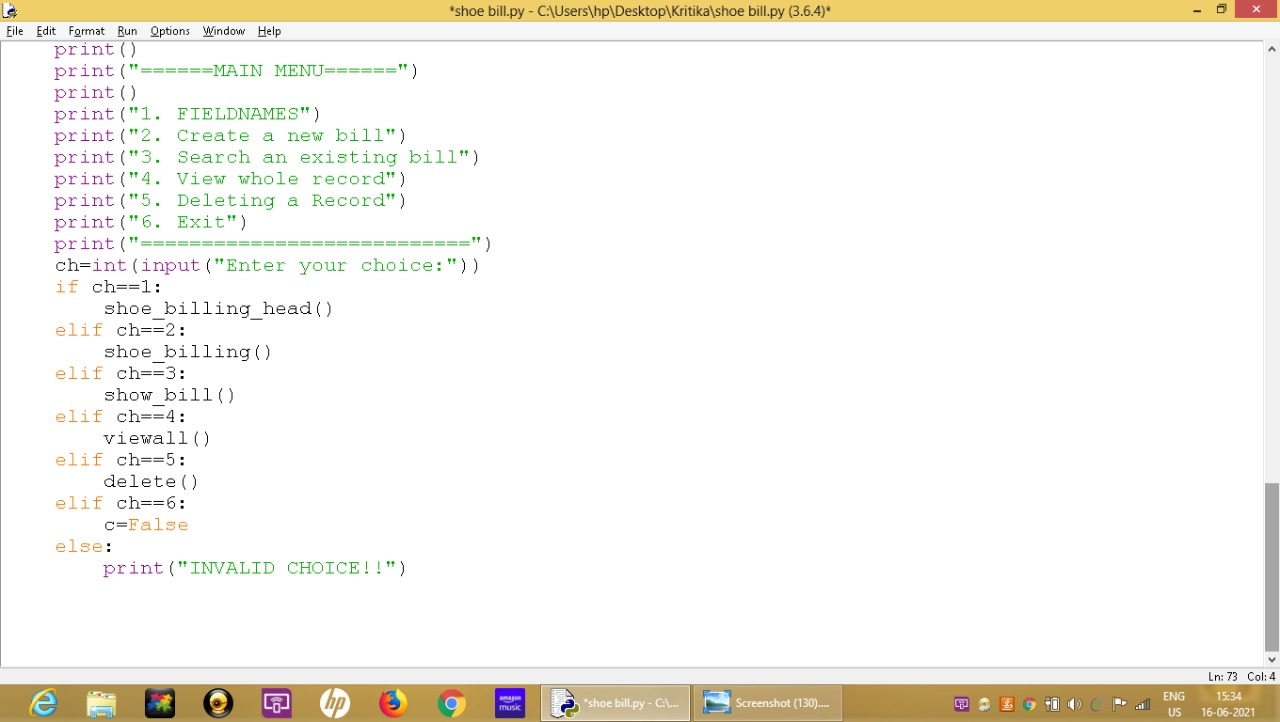 *shoe bill.py - C:\Users\hp\Desktop\Kritika\shoe bill.py (3.6.4)*
File Edit Format Run Options Window Help
print()
print("======MAIN MENU======")
print()
print("1. FIELDNAMES")
print("2. Create a new bill")
print("3. Search an existing bill")
print("4. View whole record")
print("5. Deleting a Record")
print("6. Exit")
print("===========================")
ch=int(input("Enter your choice:"))
if ch==1:
    shoe_billing_head()
elif ch==2:
    shoe_billing()
elif ch==3:
    show_bill()
elif ch==4:
    viewall()
elif ch==5:
    delete()
elif ch==6:
    c=False
else:
    print("INVALID CHOICE!!")
Ln: 73 Col: 4
hp
amazon music
*shoe bill.py - C:\...
Screenshot (130)....
ENG
US
15:34
16-06-2021